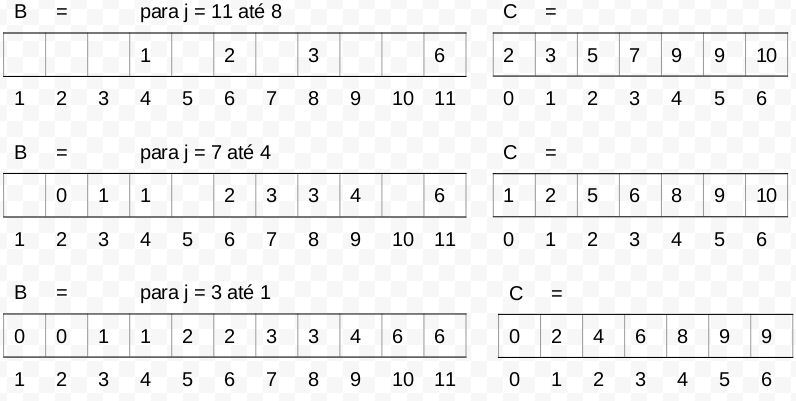 B = para j = 11 até 8 C =
1 2 3 6 2 3 5 7 9 9 10
1 2 3 4 5 6 7 8 9 10 11 0 1 2 3 4 5 6
B = para j = 7 até 4 C =
0 1 1 2 3 3 4 6 1 2 5 6 8 9 10
1 2 3 4 5 6 7 8 9 10 11 0 1 2 3 4 5 6
B = para j = 3 até 1 C =
0 0 1 1 2 2 3 3 4 6 6 0 2 4 6 8 9 9
1 2 3 4 5 6 7 8 9 10 11 0 1 2 3 4 5 6